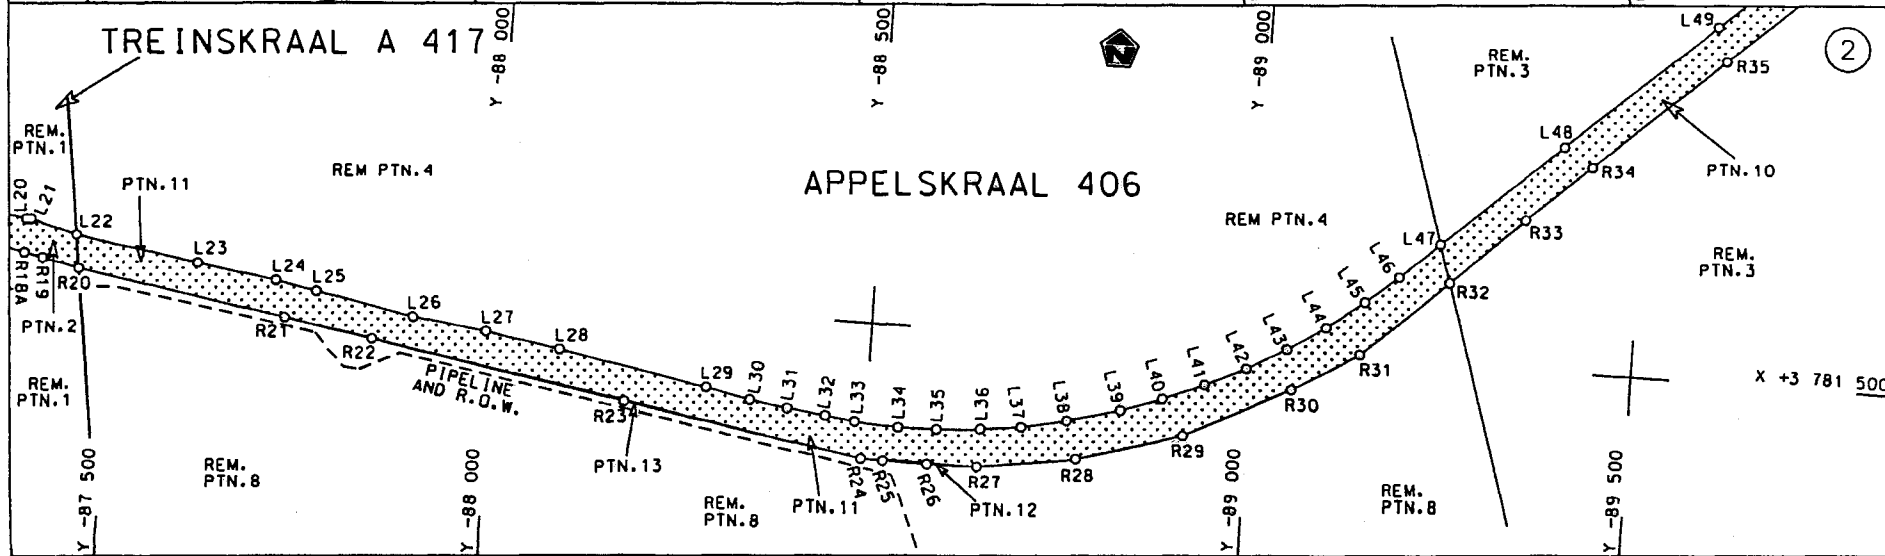 TREINSKRAAL A 417
Y -88 000
Y -88 500
N
Y -89 000
REM.
PTN.3
L49
R35
2
REM.
PTN.1
PTN.11
REM PTN.4
APPELSKRAAL 406
REM PTN.4
L48
R34
PTN.10
L20
L21
L22
L23
L24
L25
L26
L27
L28
L29
L30
L31
L32
L33
L34
L35
L36
L37
L38
L39
L40
L41
L42
L43
L44
L45
L46
L47
R33
R32
REM.
PTN.3
R18A
R19
R20
PTN.2
R21
R22
PIPELINE
AND R.O.W.
R23
R24
R25
R26
R27
R28
R29
R30
R31
X +3 781 500
REM.
PTN.1
REM.
PTN.8
PTN.13
REM.
PTN.8
PTN.11
PTN.12
REM.
PTN.8
Y -87 500
Y -88 000
Y -89 000
Y -89 500